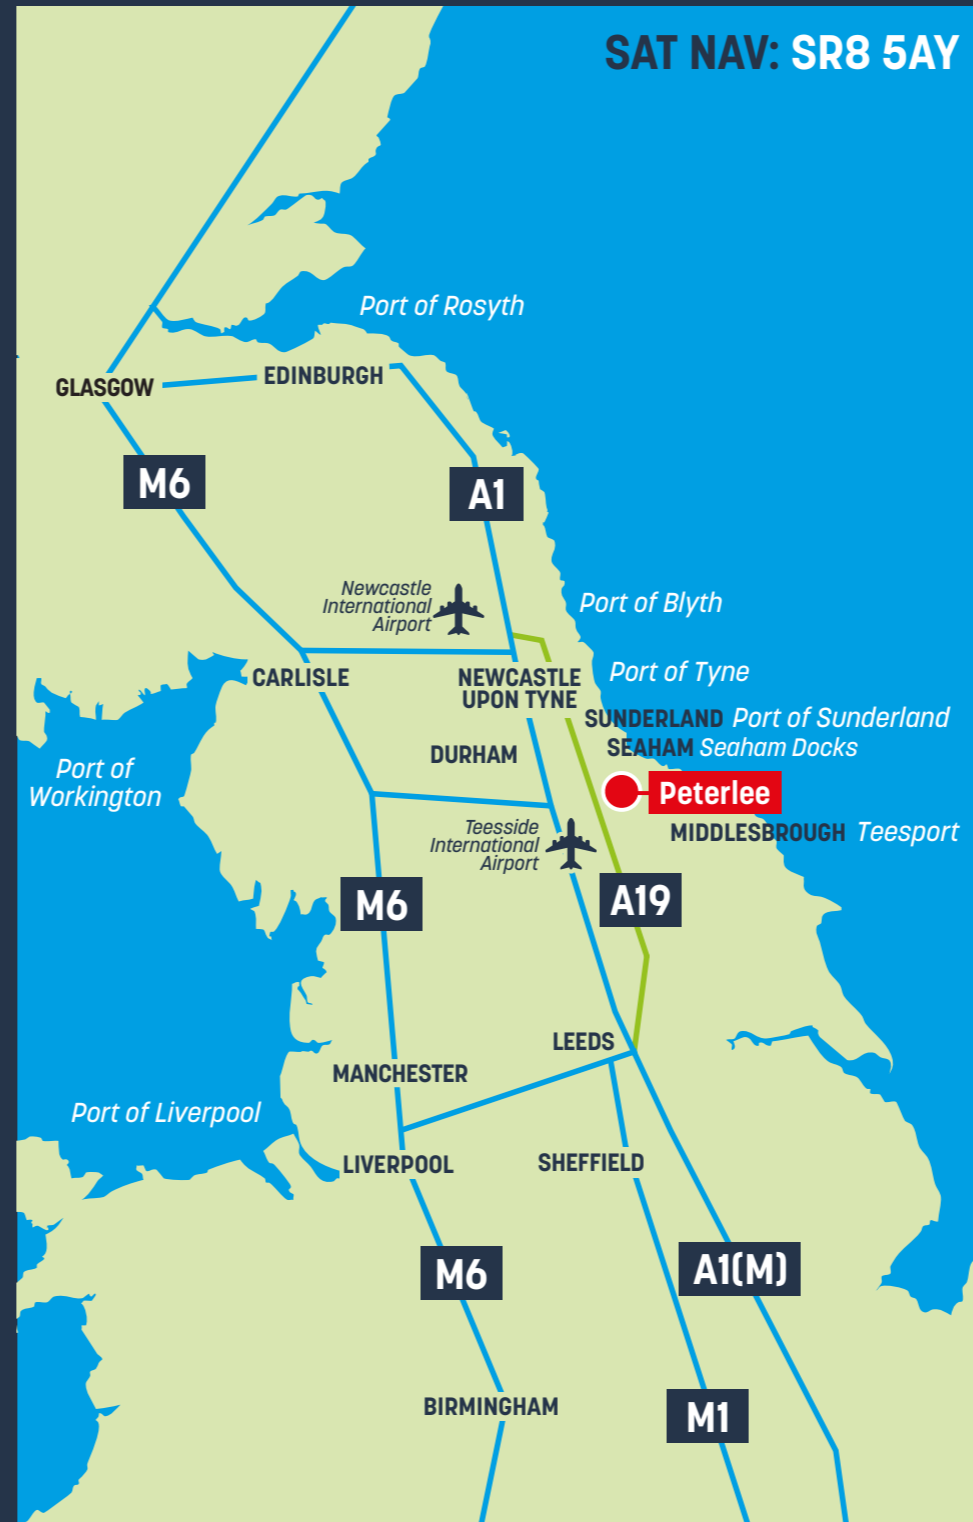 SAT NAV: SR8 5AY
Port of Rosyth
GLASGOW
EDINBURGH
M6
A1
Newcastle
International
Airport
Port of Blyth
CARLISLE
NEWCASTLE
UPON TYNE
Port of Tyne
SUNDERLAND Port of Sunderland
SEAHAM Seaham Docks
DURHAM
Port of
Workington
Peterlee
Teesside
International
Airport
MIDDLESBROUGH Teesport
M6
A19
LEEDS
MANCHESTER
Port of Liverpool
LIVERPOOL
SHEFFIELD
M6
A1(M)
BIRMINGHAM
M1